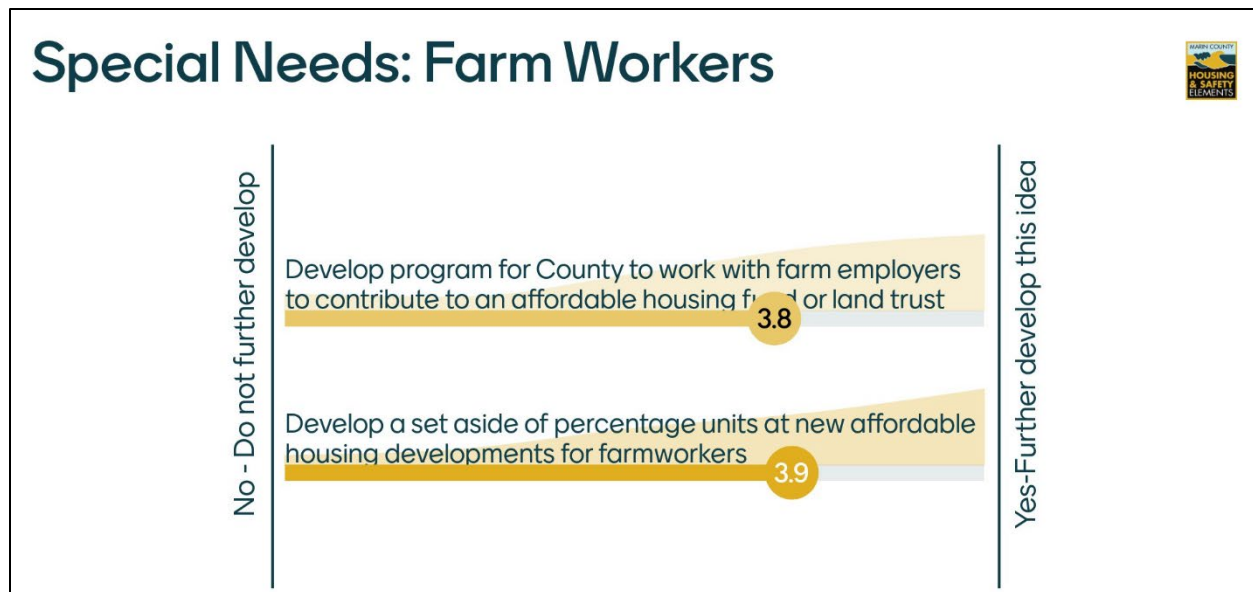 Special Needs: Farm Workers
MARIN COUNTY
HOUSING
& SAFETY
ELEMENTS
No - Do not further develop
Develop program for County to work with farm employers
to contribute to an affordable housing fund or land trust
3.8
Develop a set aside of percentage units at new affordable
housing developments for farmworkers
3.9
Yes-Further develop this idea